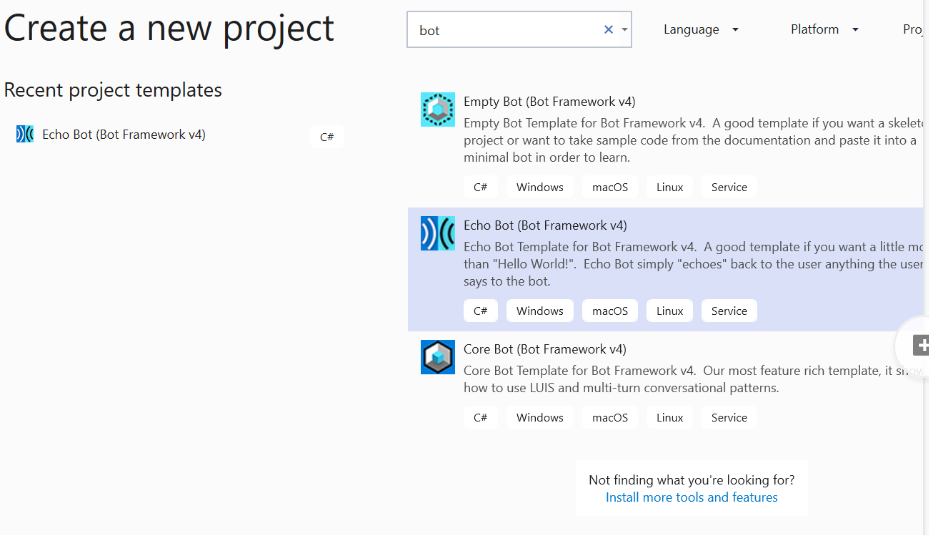 Create a new project
bot
Language
Platform
Recent project templates
Echo Bot (Bot Framework v4)
C#
Empty Bot (Bot Framework v4)
Empty Bot Template for Bot Framework v4. A good template if you want a
project or want to take sample code from the documentation and paste it into a
minimal bot in order to learn.
C# Windows macOS Linux Service
Echo Bot (Bot Framework v4)
Echo Bot Template for Bot Framework v4. A good template if you want a little
than "Hello World!". Echo Bot simply "echoes" back to the user anything the user
says to the bot.
C# Windows macOS Linux Service
Core Bot (Bot Framework v4)
Core Bot Template for Bot Framework v4. Our most feature rich template, it
how to use LUIS and multi-turn conversational patterns.
C# Windows macOS Linux Service
Not finding what you're looking for?
Install more tools and features